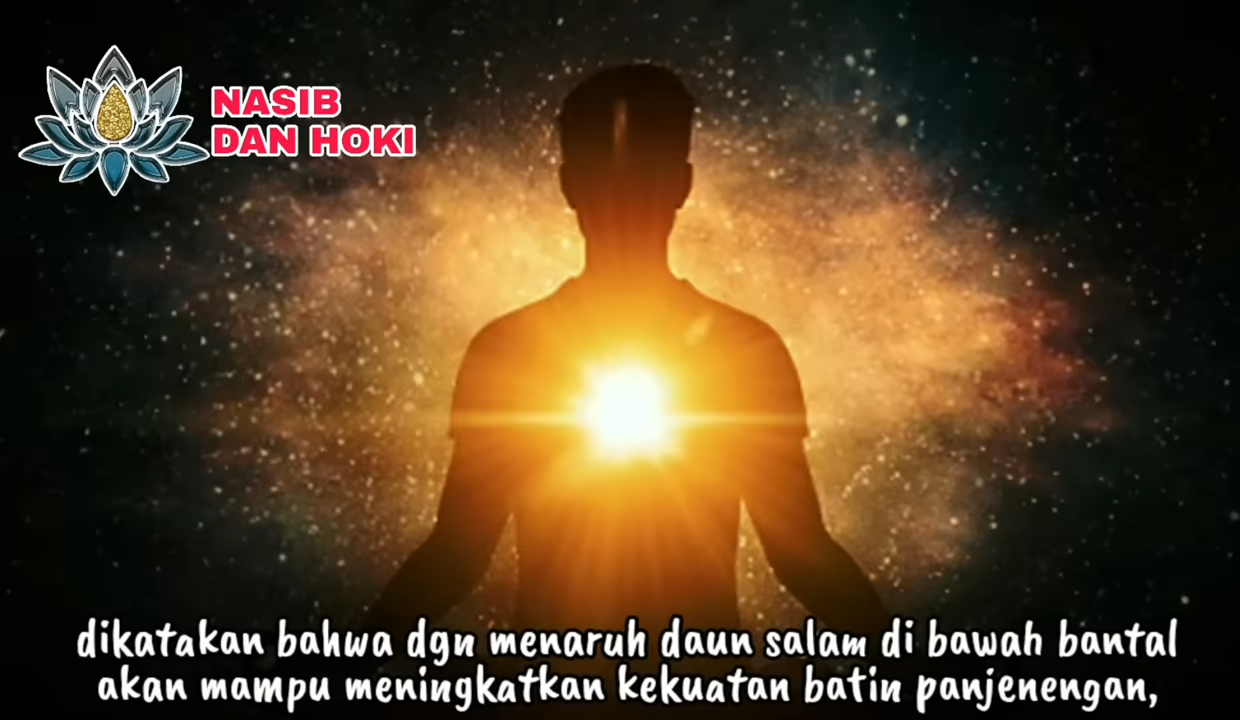 NASIB
DAN HOKI
dikatakan bahwa dgn menaruh daun salam di bawah bantal
akan mampu meningkatkan kekuatan batin panjenengan,